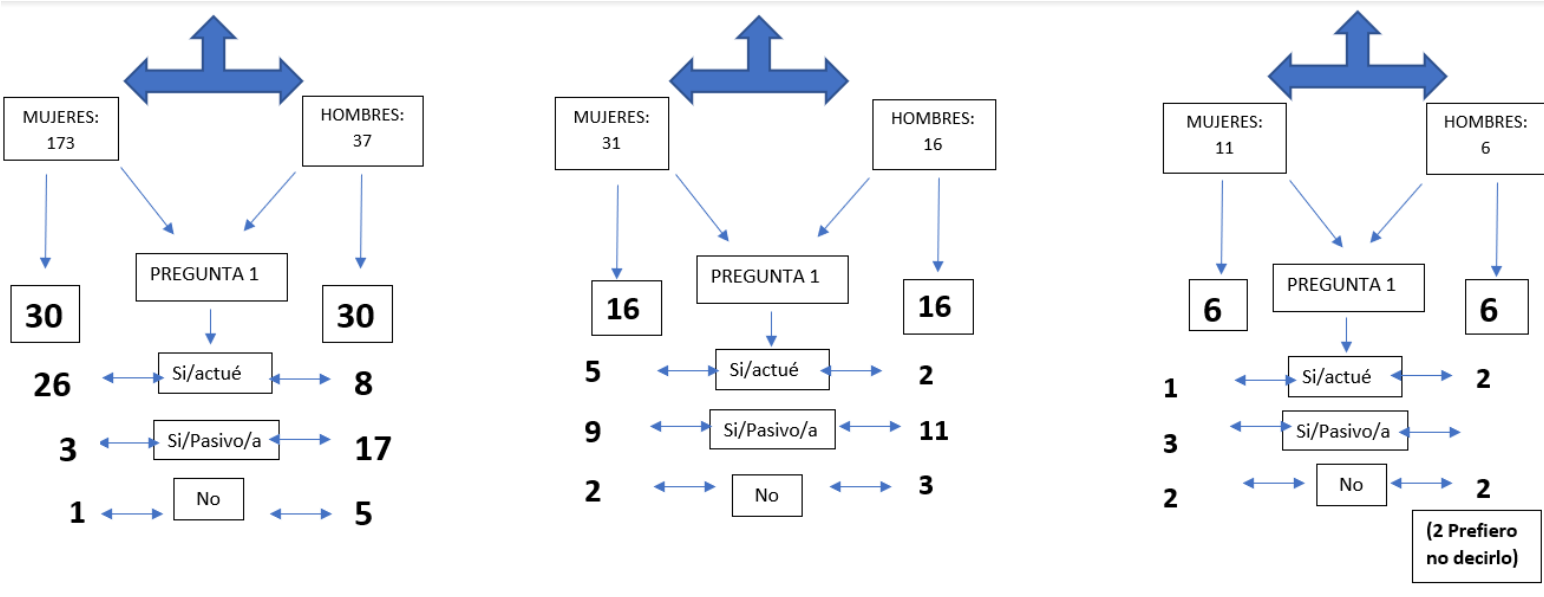 MUJERES:
173
HOMBRES:
37
PREGUNTA 1
30
30
26
Si/actué
8
3
Si/Pasivo/a
17
1
No
5
MUJERES:
31
HOMBRES:
16
PREGUNTA 1
16
16
5
Si/actué
2
9
Si/Pasivo/a
11
2
No
3
MUJERES:
11
HOMBRES:
6
PREGUNTA 1
6
6
1
Si/actué
2
3
Si/Pasivo/a
2
No
2
(2 Prefiero
no decirlo)